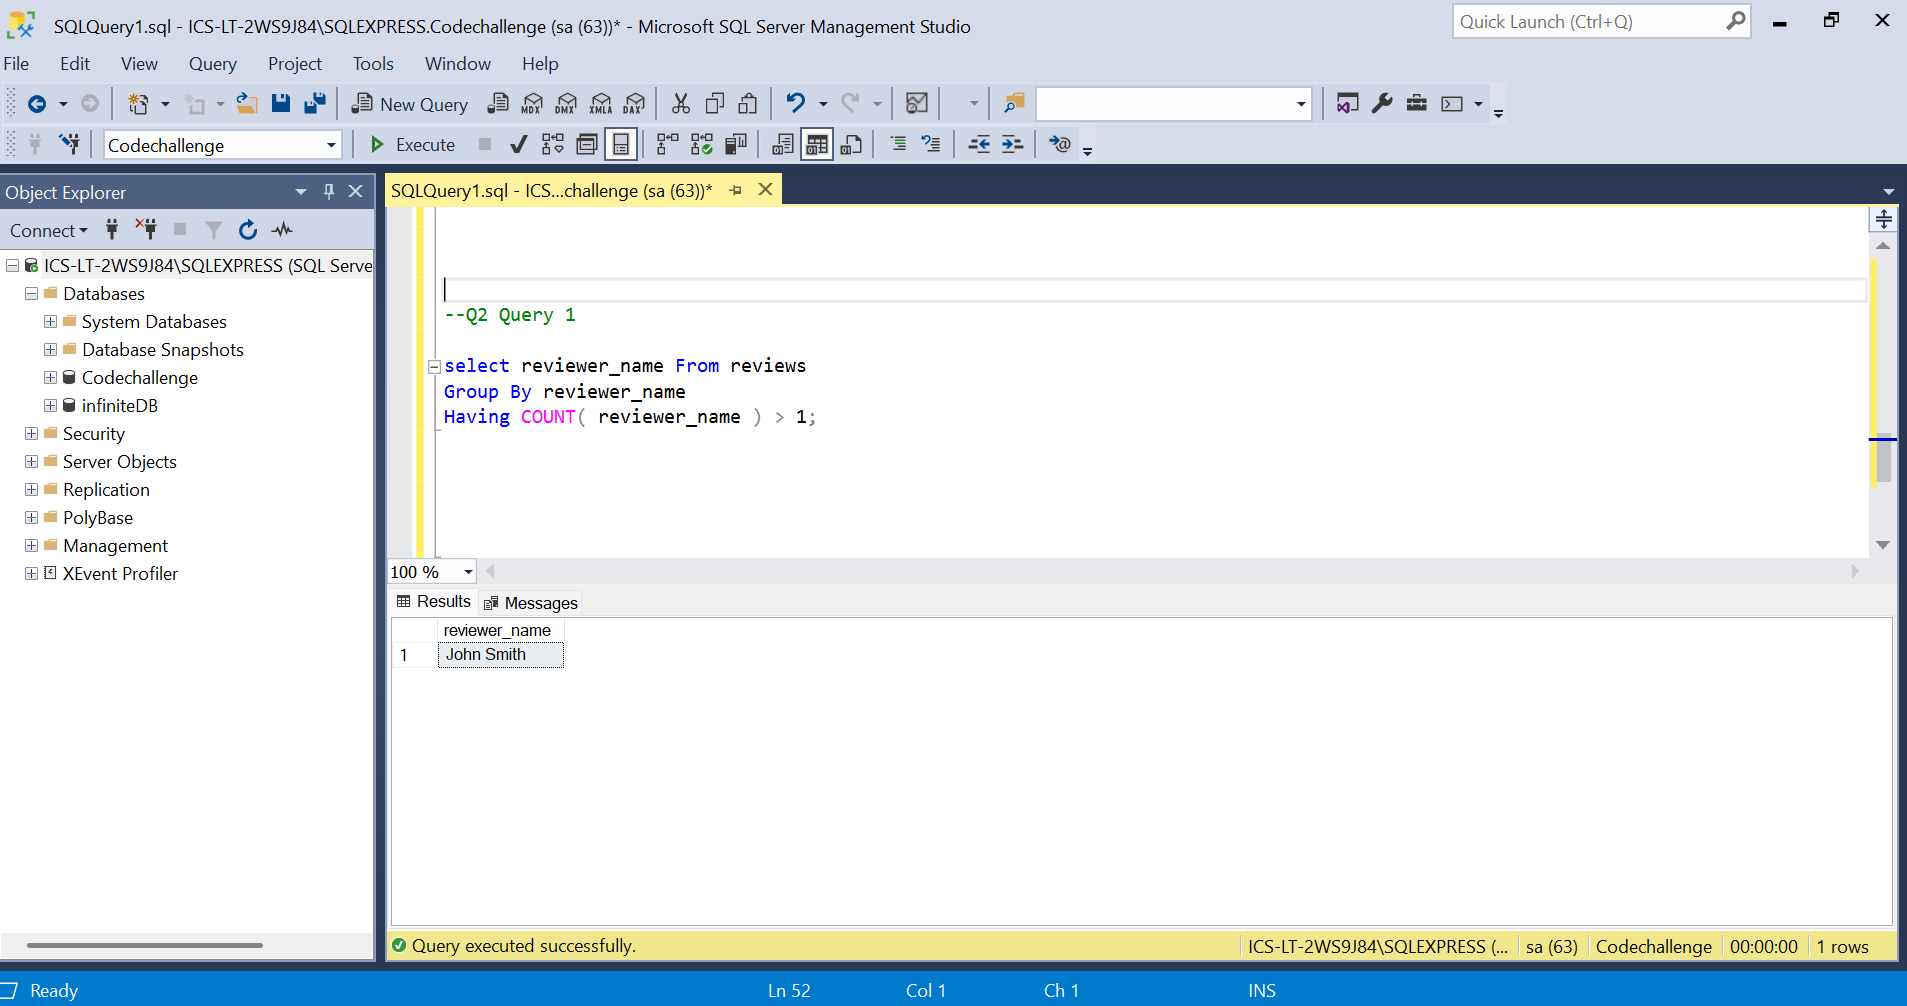 SQLQuery1.sql - ICS-LT-2WS9J84\SQLEXPRESS.Codechallenge (sa (63))* - Microsoft SQL Server Management Studio
Quick Launch (Ctrl+Q)
File Edit View Query Project Tools Window Help
New Query MDX DMX XMLA DAX
Codechallenge Execute
Object Explorer
SQLQuery1.sql - ICS...challenge (sa (63))*
Connect
ICS-LT-2WS9J84\SQLEXPRESS (SQL Serve
Databases
System Databases
Database Snapshots
Codechallenge
infiniteDB
Security
Server Objects
Replication
PolyBase
Management
XEvent Profiler
--Q2 Query 1
select reviewer_name From reviews
Group By reviewer_name
Having COUNT( reviewer_name ) > 1;
100 %
Results Messages
reviewer_name
1 John Smith
Query executed successfully. ICS-LT-2WS9J84\SQLEXPRESS (... sa (63) Codechallenge 00:00:00 1 rows
Ready Ln 52 Col 1 Ch 1 INS